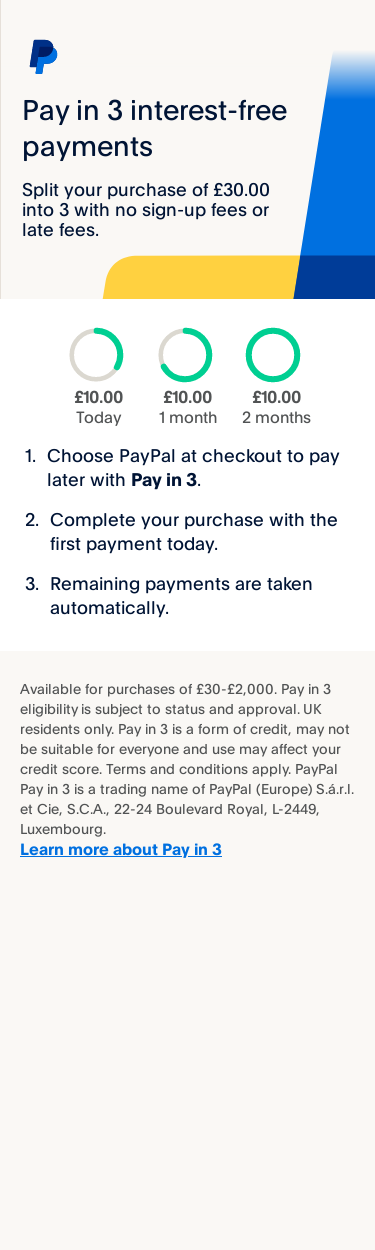 Pay in 3 interest-free
payments
Split your purchase of £30.00
into 3 with no sign-up fees or
late fees.
£10.00 £10.00 £10.00
Today 1 month 2 months
1. Choose PayPal at checkout to pay
later with Pay in 3.
2. Complete your purchase with the
first payment today.
3. Remaining payments are taken
automatically.
Available for purchases of £30-£2,000. Pay in 3
eligibility is subject to status and approval. UK
residents only. Pay in 3 is a form of credit, may not
be suitable for everyone and use may affect your
credit score. Terms and conditions apply. PayPal
Pay in 3 is a trading name of PayPal (Europe) S.á.r.l.
et Cie, S.C.A., 22-24 Boulevard Royal, L-2449,
Luxembourg.
Learn more about Pay in 3